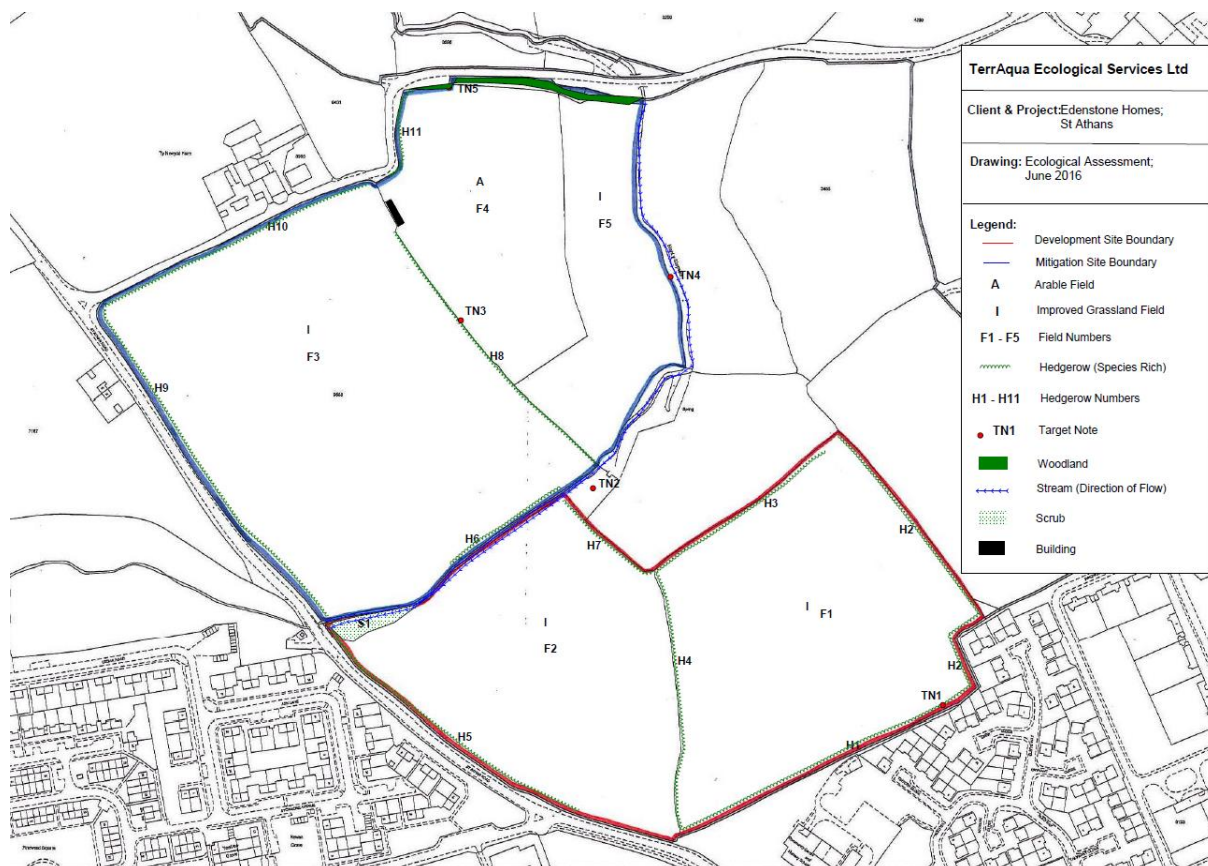 TerrAqua Ecological Services Ltd
Client & Project:Edenstone Homes;
St Athans
Drawing: Ecological Assessment;
June 2016
Legend:
Development Site Boundary
Mitigation Site Boundary
A Arable Field
I Improved Grassland Field
F1 - F5 Field Numbers
Hedgerow (Species Rich)
H1 - H11 Hedgerow Numbers
TN1 Target Note
Woodland
Stream (Direction of Flow)
Scrub
Building
TN5
H11
A
F4
I
F5
H10
TN4
TN3
I
F3
H8
H9
TN2
H3
H2
H6
H7
S1
I
F2
I
F1
H4
H2
TN1
H5
H1
Spring